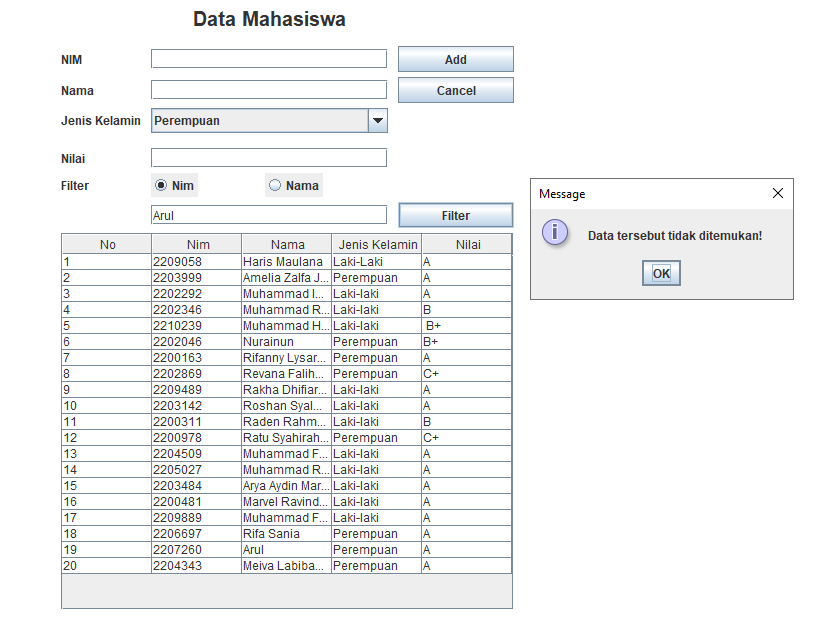 Data Mahasiswa
NIM Add
Nama Cancel
Jenis Kelamin Perempuan
Nilai
Filter Nim Nama
Arul Filter
Message
Data tersebut tidak ditemukan!
OK
No Nim Nama Jenis Kelamin Nilai
1 2209058 Haris Maulana Laki-Laki A
2 2203999 Amelia Zalfa J... Perempuan A
3 2202292 Muhammad I... Laki-laki A
4 2202346 Muhammad R... Laki-laki B
5 2210239 Muhammad H... Laki-laki B+
6 2202046 Nurainun Perempuan B+
7 2200163 Rifanny Lysar... Perempuan A
8 2202869 Revana Falih... Perempuan C+
9 2209489 Rakha Dhifiar... Laki-laki A
10 2203142 Roshan Syal... Laki-laki A
11 2200311 Raden Rahm... Laki-laki B
12 2200978 Ratu Syahirah... Perempuan C+
13 2204509 Muhammad F... Laki-laki A
14 2205027 Muhammad R... Laki-laki A
15 2203484 Arya Aydin Mar... Laki-laki A
16 2200481 Marvel Ravind... Laki-laki A
17 2209889 Muhammad F... Laki-laki A
18 2206697 Rifa Sania Perempuan A
19 2207260 Arul Perempuan A
20 2204343 Meiva Labiba... Perempuan A